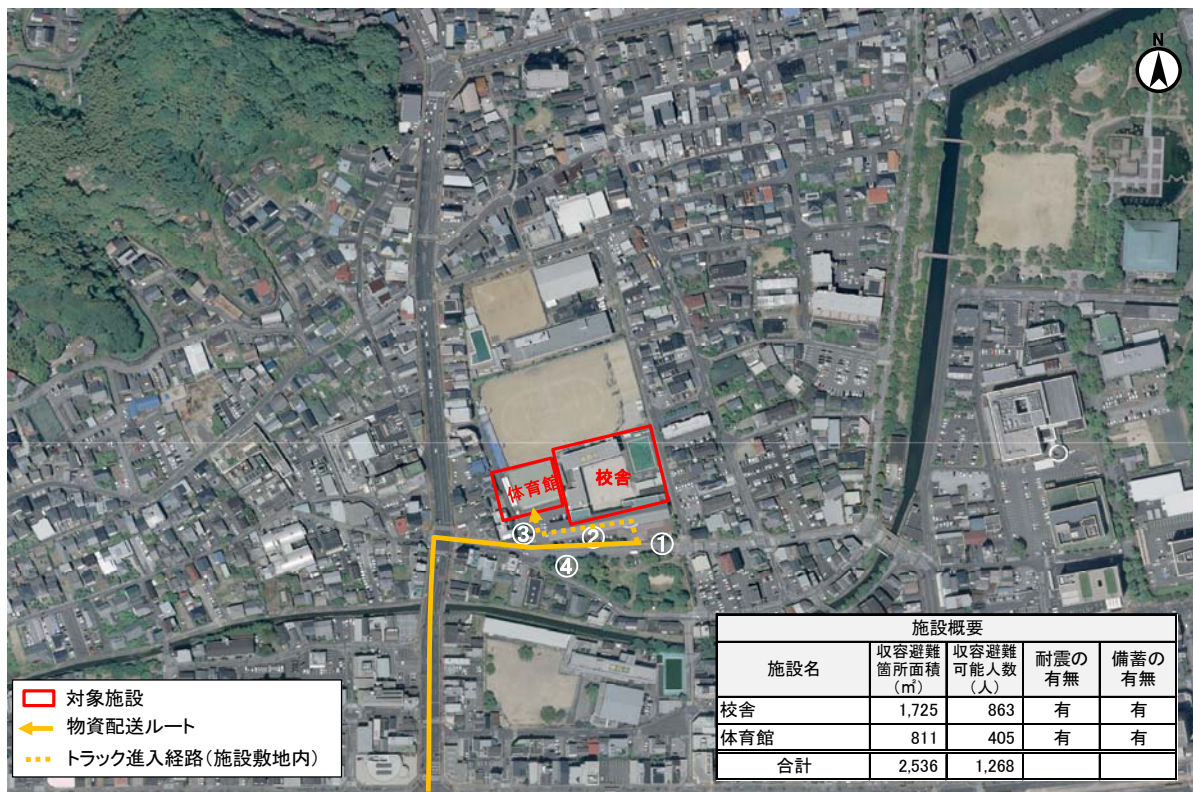 N
体育館
校舎
③
②
①
④
対象施設
物資配送ルート
トラック進入経路(施設敷地内)
施設概要
施設名 収容避難箇所面積(㎡) 収容避難可能人数(人) 耐震の有無 備蓄の有無
校舎 1,725 863 有 有
体育館 811 405 有 有
合計 2,536 1,268